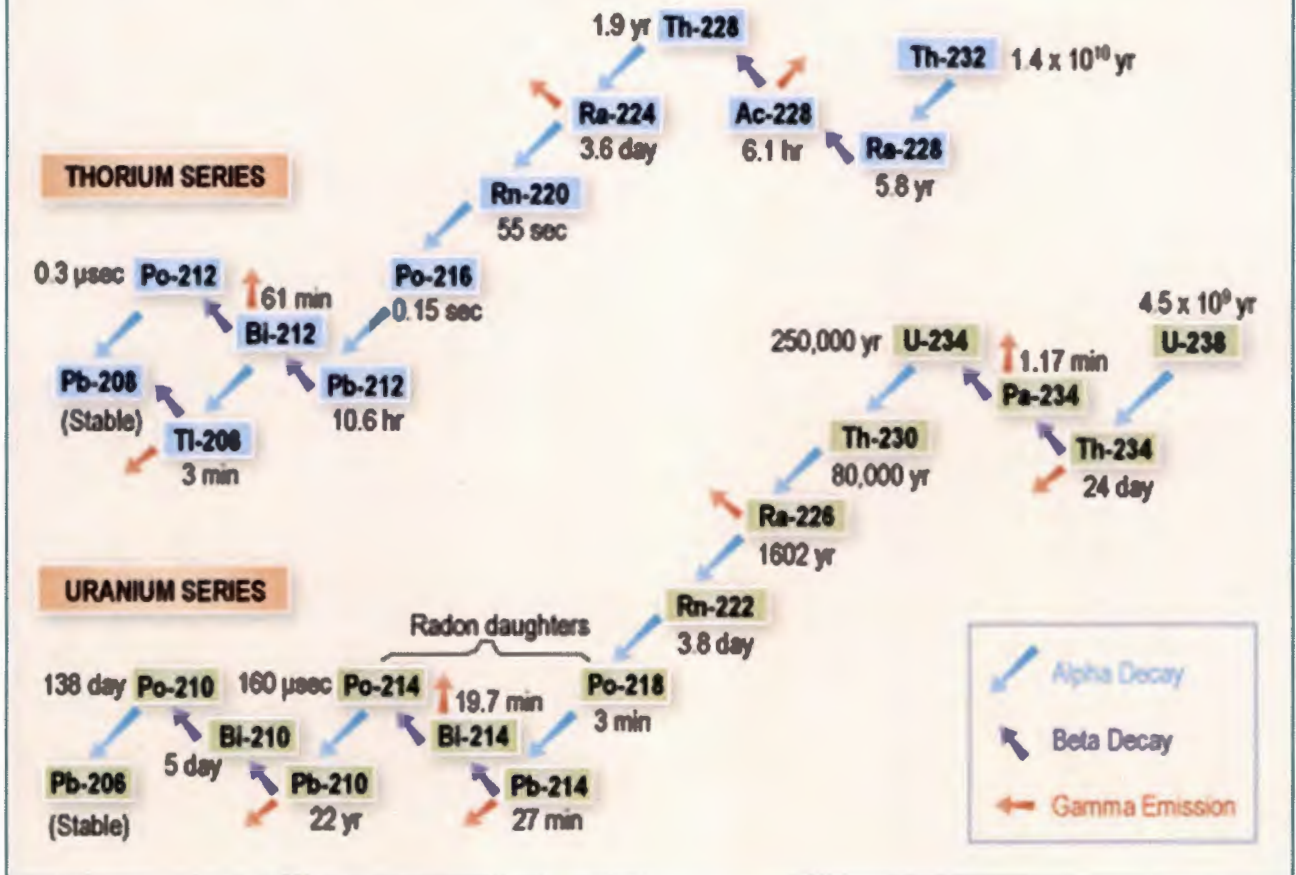 1.9 yr Th-228
Th-232 1.4 x 10¹⁰ yr
Ra-224
3.6 day
Ac-228
6.1 hr
Ra-228
5.8 yr
THORIUM SERIES
Rn-220
55 sec
0.3 µsec Po-212
Po-216
0.15 sec
61 min
Bi-212
Pb-208
(Stable)
Pb-212
10.6 hr
Tl-208
3 min
4.5 x 10⁹ yr
U-238
250,000 yr U-234
1.17 min
Pa-234
Th-230
80,000 yr
Th-234
24 day
Ra-226
1602 yr
URANIUM SERIES
Rn-222
3.8 day
Radon daughters
138 day Po-210
160 µsec Po-214
19.7 min
Po-218
3 min
Bi-210
5 day
Bi-214
Pb-206
(Stable)
Pb-210
22 yr
Pb-214
27 min
Alpha Decay
Beta Decay
Gamma Emission